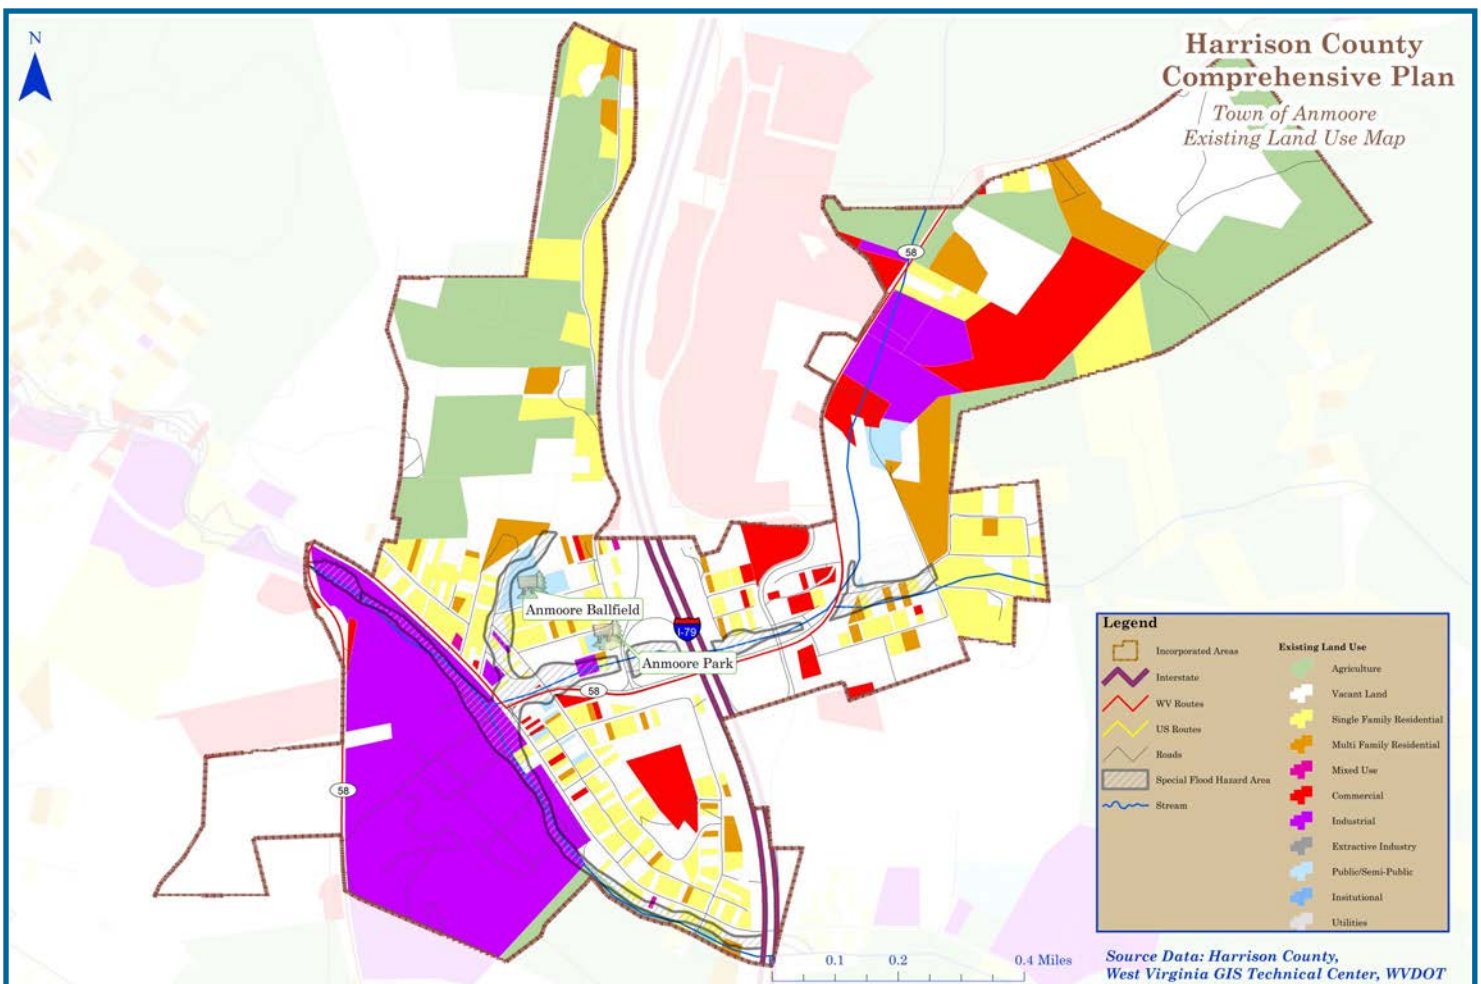 N
Harrison County
Comprehensive Plan
Town of Anmoore
Existing Land Use Map
58
Anmoore Ballfield
I-79
Anmoore Park
58
58
Legend
Incorporated Areas
Interstate
WV Routes
US Routes
Roads
Special Flood Hazard Area
Stream
Existing Land Use
Agriculture
Vacant Land
Single Family Residential
Multi Family Residential
Mixed Use
Commercial
Industrial
Extractive Industry
Public/Semi-Public
Insitutional
Utilities
0.1 0.2 0.4 Miles
Source Data: Harrison County,
West Virginia GIS Technical Center, WVDOT